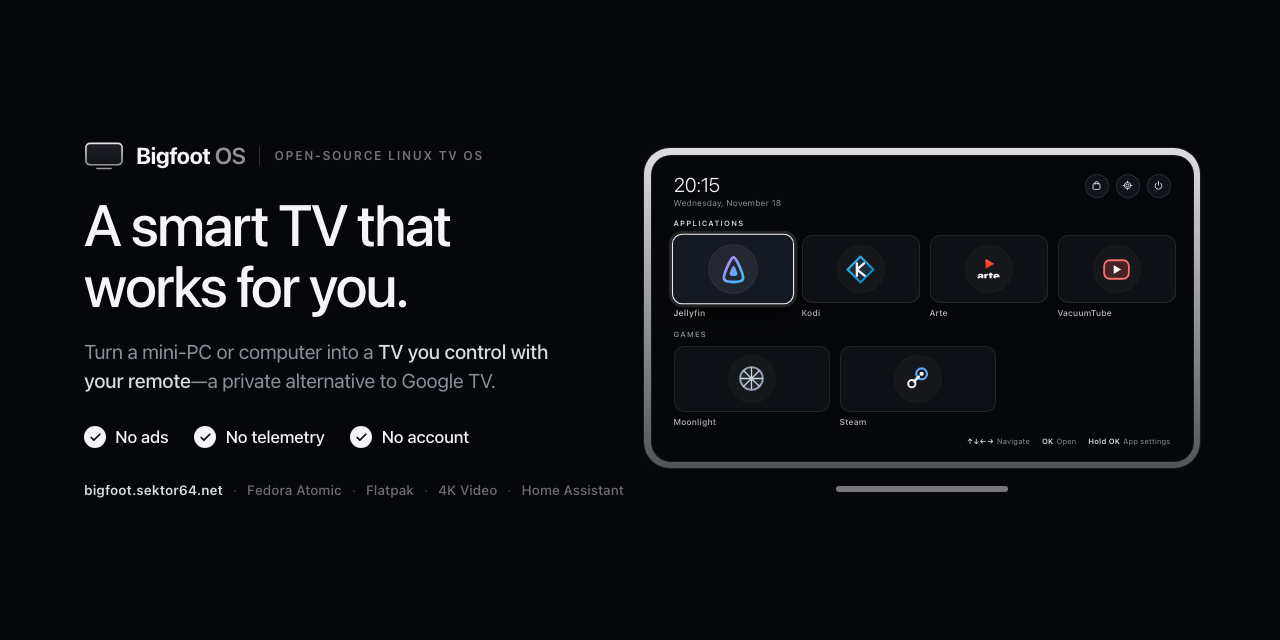 Bigfoot OS
OPEN-SOURCE LINUX TV OS
A smart TV that
works for you.
Turn a mini-PC or computer into a TV you control with
your remote—a private alternative to Google TV.
No ads
No telemetry
No account
bigfoot.sektor64.net · Fedora Atomic · Flatpak · 4K Video · Home Assistant
20:15
Wednesday, November 18
APPLICATIONS
arte
Jellyfin
Kodi
Arte
VacuumTube
GAMES
Moonlight
Steam
↑↓←→ Navigate OK Open Hold OK App settings